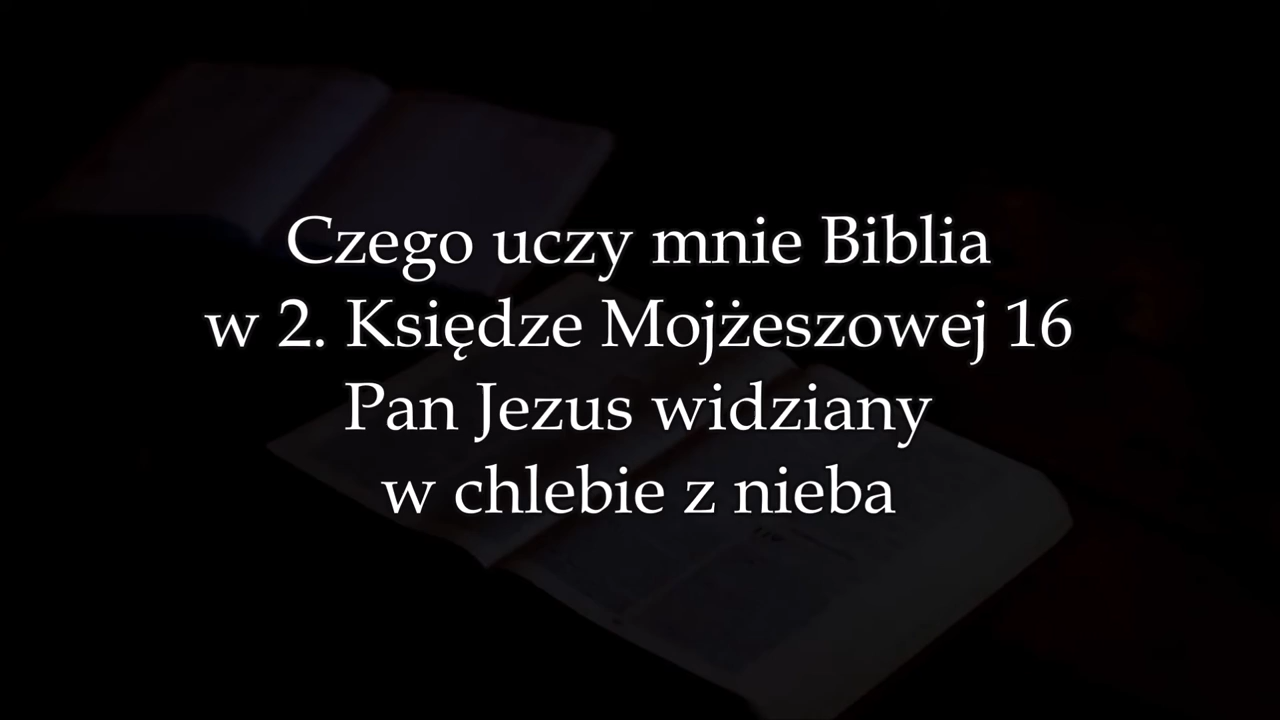 Czego uczy mnie Biblia
w 2. Księdze Mojżeszowej 16
Pan Jezus widziany
w chlebie z nieba